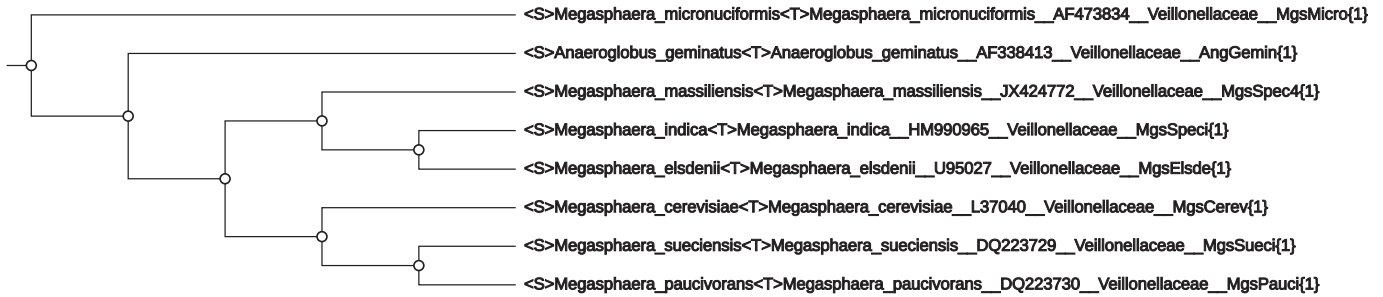 <S>Megasphaera_micronuciformis<T>Megasphaera_micronuciformis__AF473834__Veillonellaceae__MgsMicro{1}
<S>Anaeroglobus_geminatus<T>Anaeroglobus_geminatus__AF338413__Veillonellaceae__AngGemin{1}
<S>Megasphaera_massiliensis<T>Megasphaera_massiliensis__JX424772__Veillonellaceae__MgsSpec4{1}
<S>Megasphaera_indica<T>Megasphaera_indica__HM990965__Veillonellaceae__MgsSpeci{1}
<S>Megasphaera_elsdenii<T>Megasphaera_elsdenii__U95027__Veillonellaceae__MgsElsde{1}
<S>Megasphaera_cerevisiae<T>Megasphaera_cerevisiae__L37040__Veillonellaceae__MgsCerev{1}
<S>Megasphaera_sueciensis<T>Megasphaera_sueciensis__DQ223729__Veillonellaceae__MgsSueci{1}
<S>Megasphaera_paucivorans<T>Megasphaera_paucivorans__DQ223730__Veillonellaceae__MgsPauci{1}